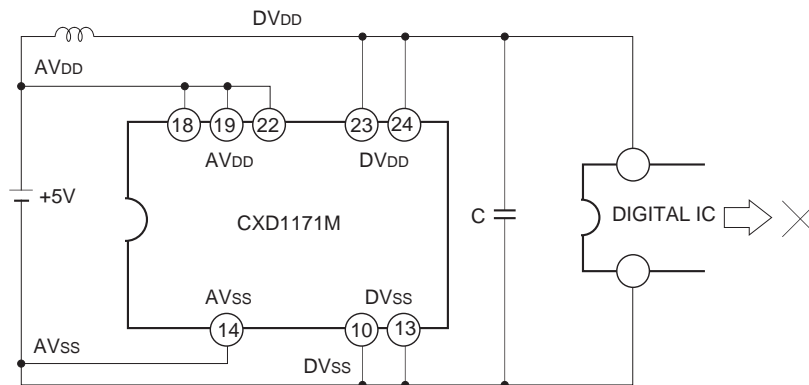 DVDD
AVDD
18 19 22 23 24
AVDD DVDD
+5V
CXD1171M
C
DIGITAL IC
AVSS DVSS
14 10 13
AVSS
DVSS